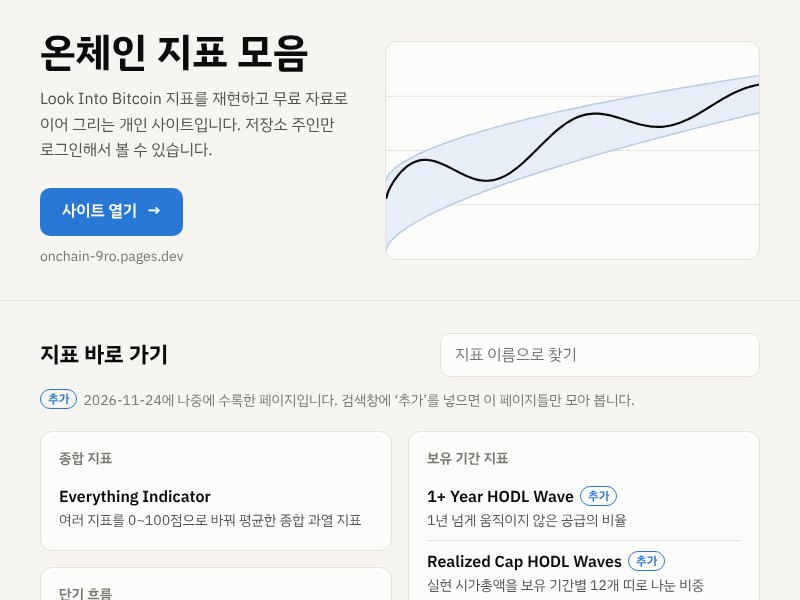 온체인 지표 모음
Look Into Bitcoin 지표를 재현하고 무료 자료로
이어 그리는 개인 사이트입니다. 저장소 주인만
로그인해서 볼 수 있습니다.
사이트 열기 →
onchain-9ro.pages.dev
지표 바로 가기
지표 이름으로 찾기
추가 2026-11-24에 나중에 수록한 페이지입니다. 검색창에 ‘추가’를 넣으면 이 페이지들만 모아 봅니다.
종합 지표
Everything Indicator
여러 지표를 0~100점으로 바꿔 평균한 종합 과열 지표
단기 흐름
보유 기간 지표
1+ Year HODL Wave 추가
1년 넘게 움직이지 않은 공급의 비율
Realized Cap HODL Waves 추가
실현 시가총액을 보유 기간별 12개 띠로 나눈 비중